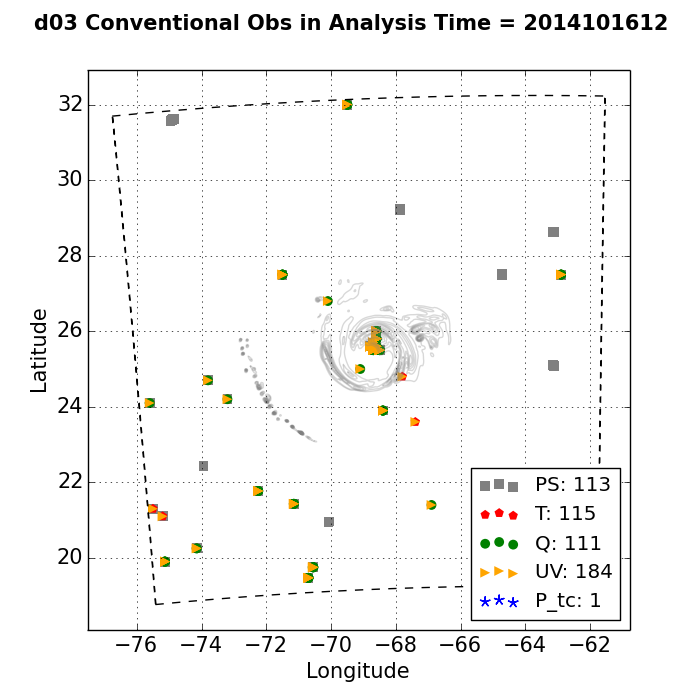 d03 Conventional Obs in Analysis Time = 2014101612
32
30
28
26
24
22
20
Latitude
PS: 113
T: 115
Q: 111
UV: 184
P_tc: 1
−76 −74 −72 −70 −68 −66 −64 −62
Longitude